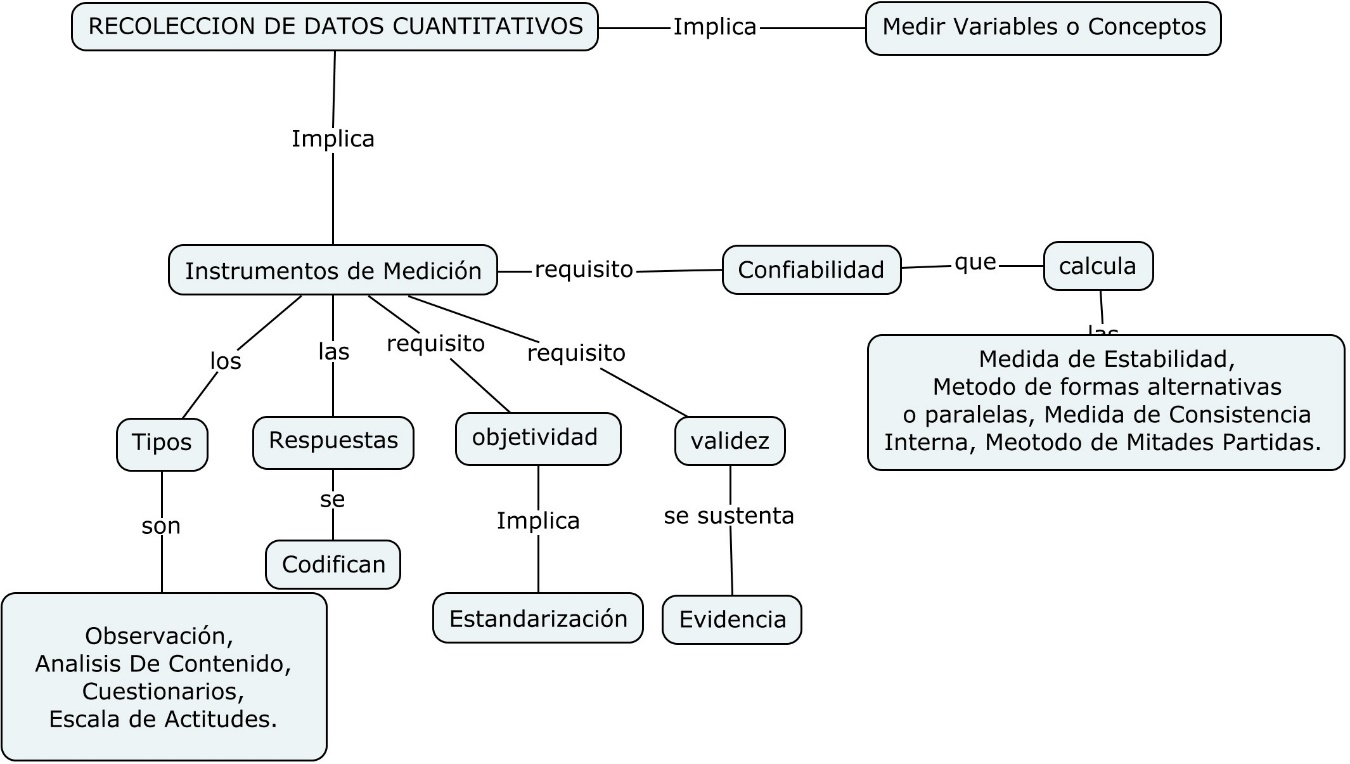 RECOLECCION DE DATOS CUANTITATIVOS
Implica
Medir Variables o Conceptos
Implica
Instrumentos de Medición
requisito
Confiabilidad
que
calcula
las
los
las
requisito
requisito
Medida de Estabilidad,
Metodo de formas alternativas
o paralelas, Medida de Consistencia
Interna, Meotodo de Mitades Partidas.
Tipos
Respuestas
objetividad
validez
son
se
Implica
se sustenta
Codifican
Estandarización
Evidencia
Observación,
Analisis De Contenido,
Cuestionarios,
Escala de Actitudes.